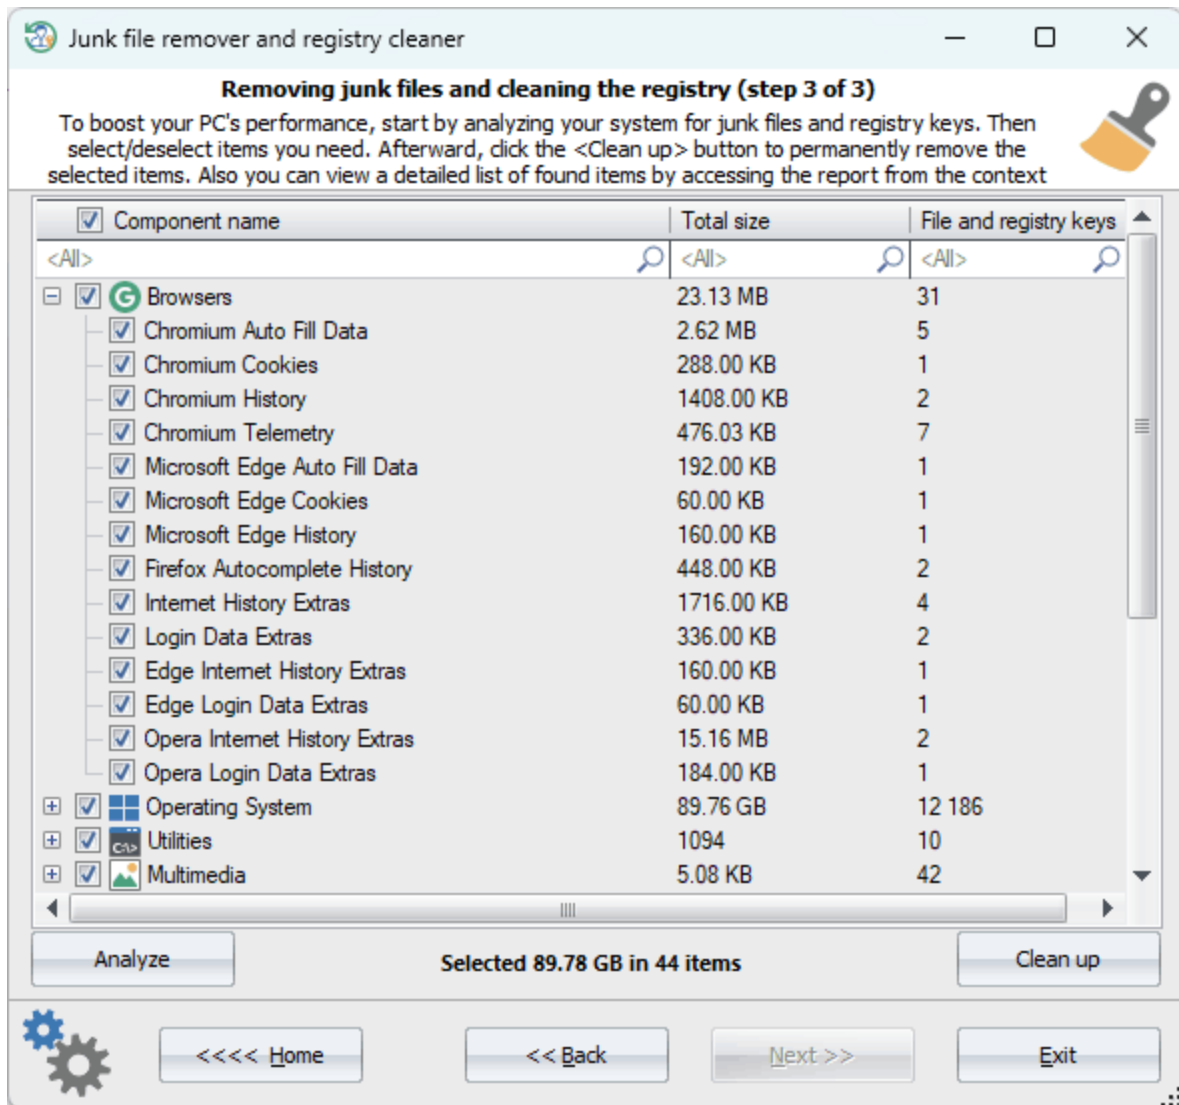 Junk file remover and registry cleaner
Removing junk files and cleaning the registry (step 3 of 3)
To boost your PC's performance, start by analyzing your system for junk files and registry keys. Then
select/deselect items you need. Afterward, click the <Clean up> button to permanently remove the
selected items. Also you can view a detailed list of found items by accessing the report from the context
Component name Total size File and registry keys
<All> <All> <All>
Browsers 23.13 MB 31
Chromium Auto Fill Data 2.62 MB 5
Chromium Cookies 288.00 KB 1
Chromium History 1408.00 KB 2
Chromium Telemetry 476.03 KB 7
Microsoft Edge Auto Fill Data 192.00 KB 1
Microsoft Edge Cookies 60.00 KB 1
Microsoft Edge History 160.00 KB 1
Firefox Autocomplete History 448.00 KB 2
Internet History Extras 1716.00 KB 4
Login Data Extras 336.00 KB 2
Edge Internet History Extras 160.00 KB 1
Edge Login Data Extras 60.00 KB 1
Opera Internet History Extras 15.16 MB 2
Opera Login Data Extras 184.00 KB 1
Operating System 89.76 GB 12 186
C:\> Utilities 1094 10
Multimedia 5.08 KB 42
Analyze Selected 89.78 GB in 44 items Clean up
<<<< Home << Back Next >> Exit